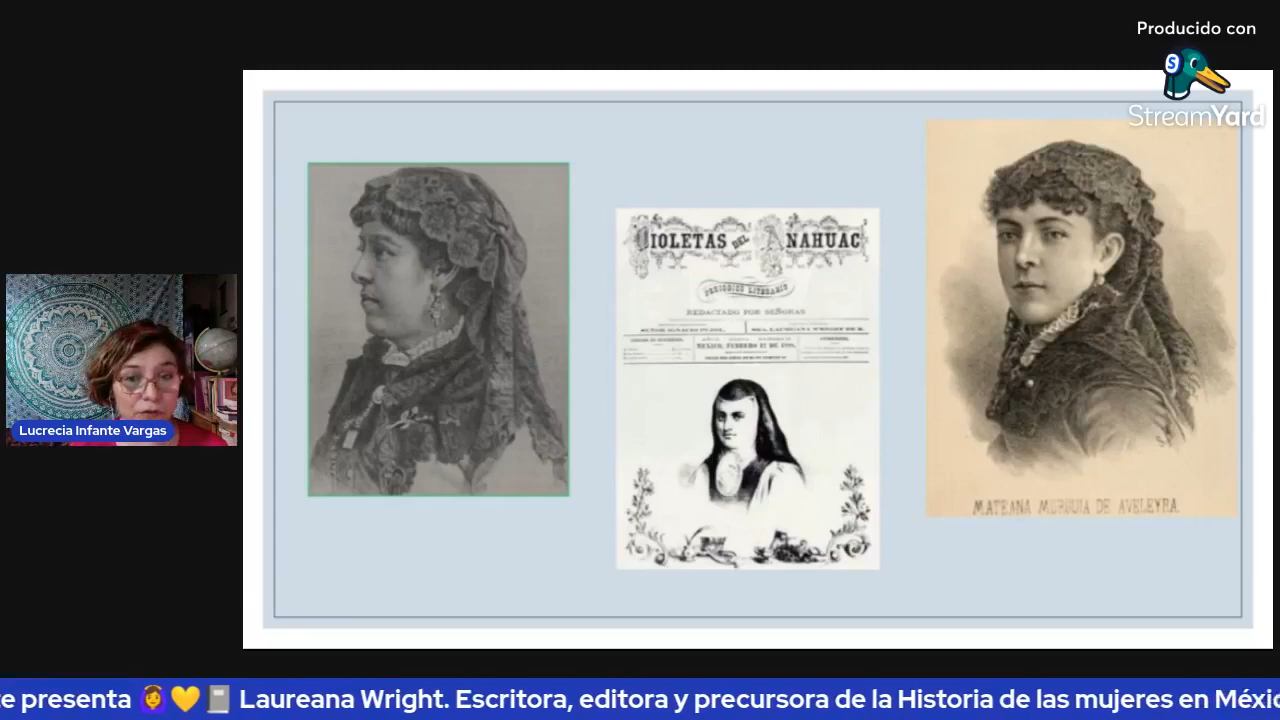 Producido con
StreamYard
VIOLETAS DEL ANAHUAC
PERIODICO LITERARIO
REDACTADO POR SEÑORAS
MATEANA MURGUIA DE AVELEYRA
Lucrecia Infante Vargas
te presenta 🙆‍♀️💛📔 Laureana Wright. Escritora, editora y precursora de la Historia de las mujeres en Méxic